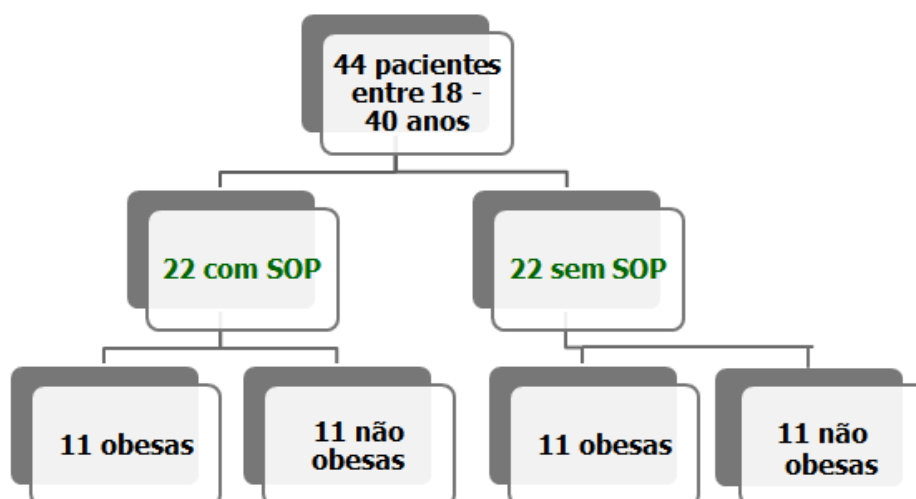 44 pacientes
entre 18 -
40 anos
22 com SOP
22 sem SOP
11 obesas
11 não
obesas
11 obesas
11 não
obesas